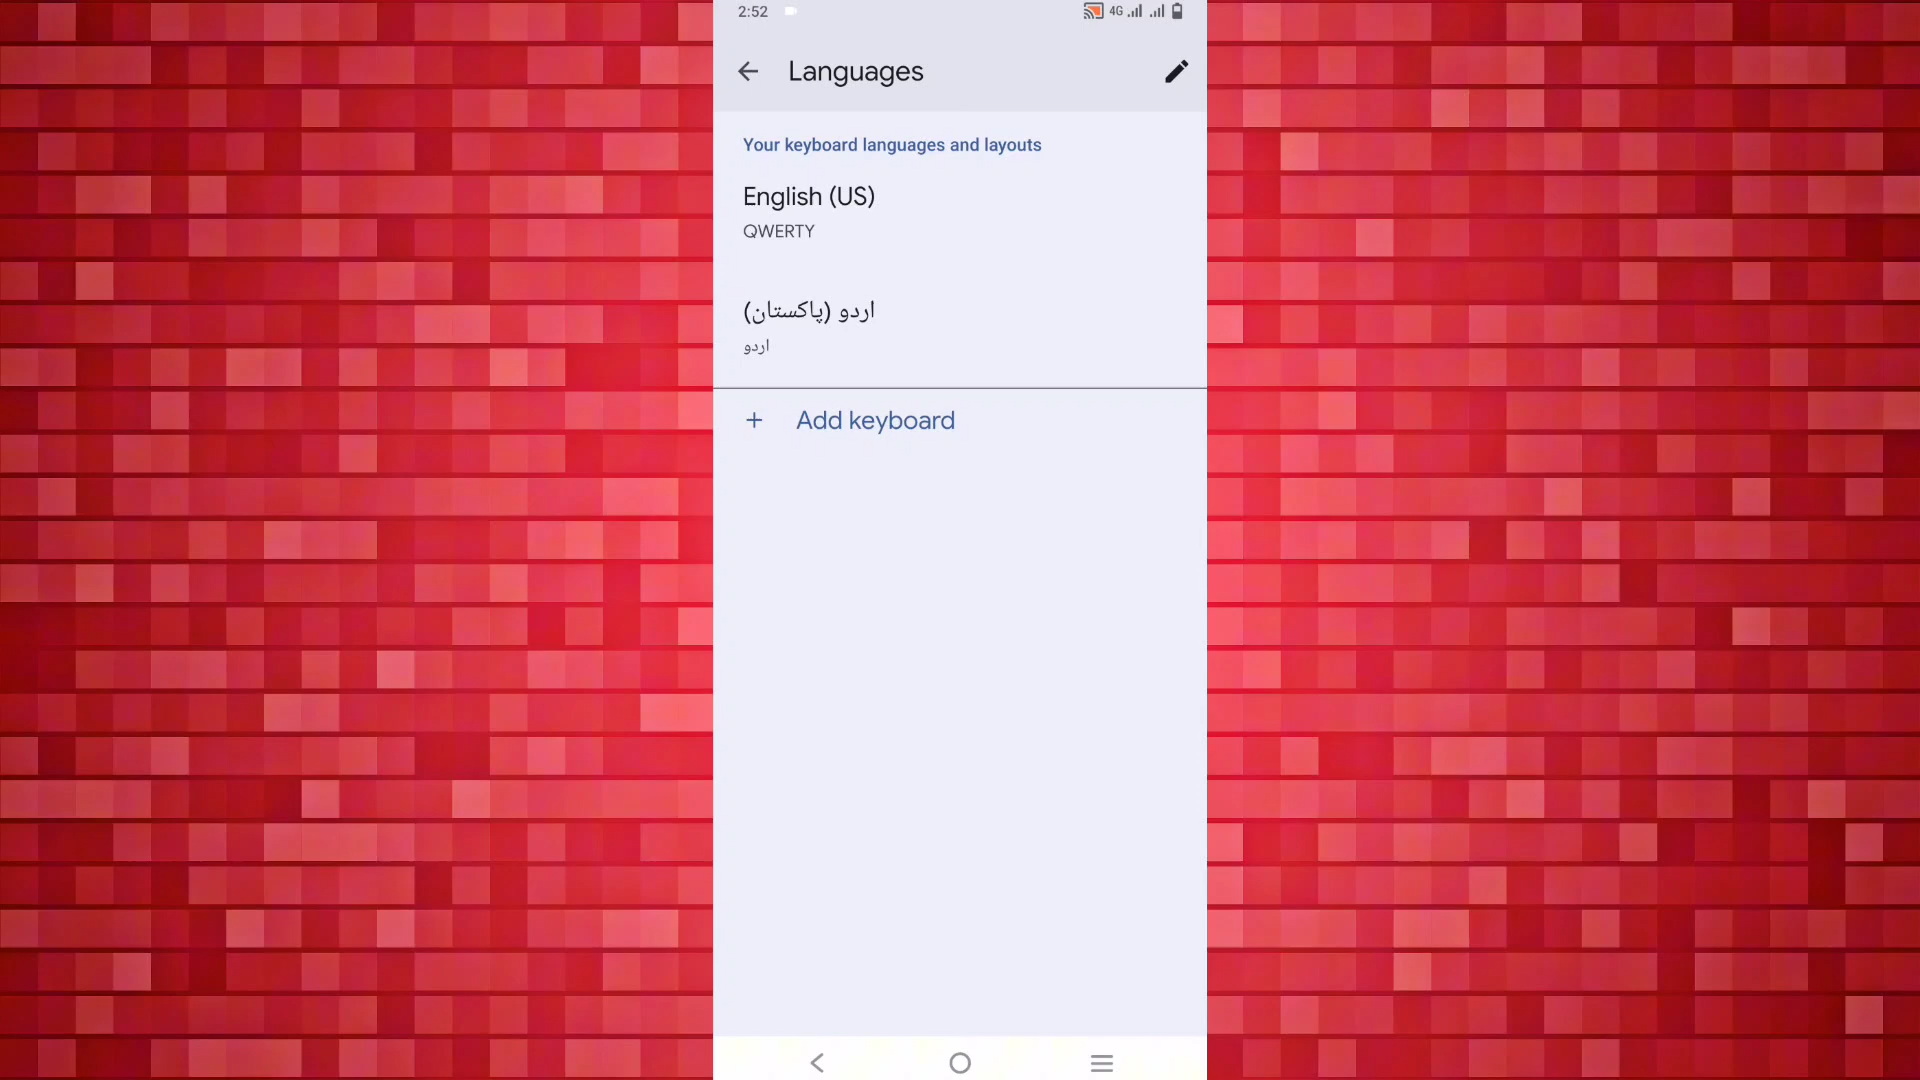 2:52
4G
Languages
Your keyboard languages and layouts
English (US)
QWERTY
اردو (پاکستان)
اردو
+ Add keyboard